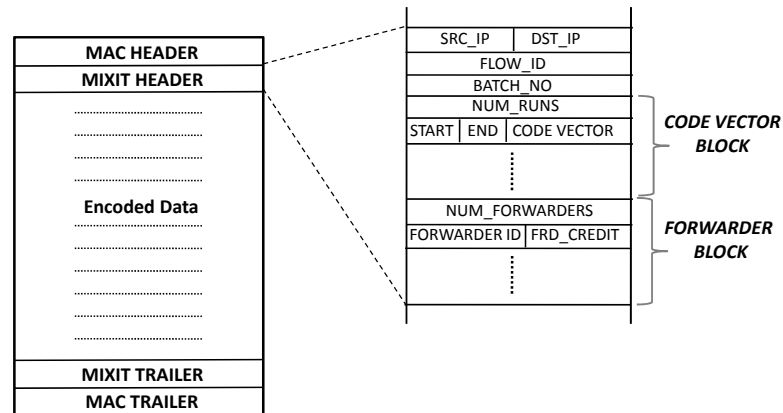 MAC HEADER
MIXIT HEADER
Encoded Data
MIXIT TRAILER
MAC TRAILER
SRC_IP DST_IP
FLOW_ID
BATCH_NO
NUM_RUNS
START END CODE VECTOR
NUM_FORWARDERS
FORWARDER ID FRD_CREDIT
CODE VECTOR
BLOCK
FORWARDER
BLOCK